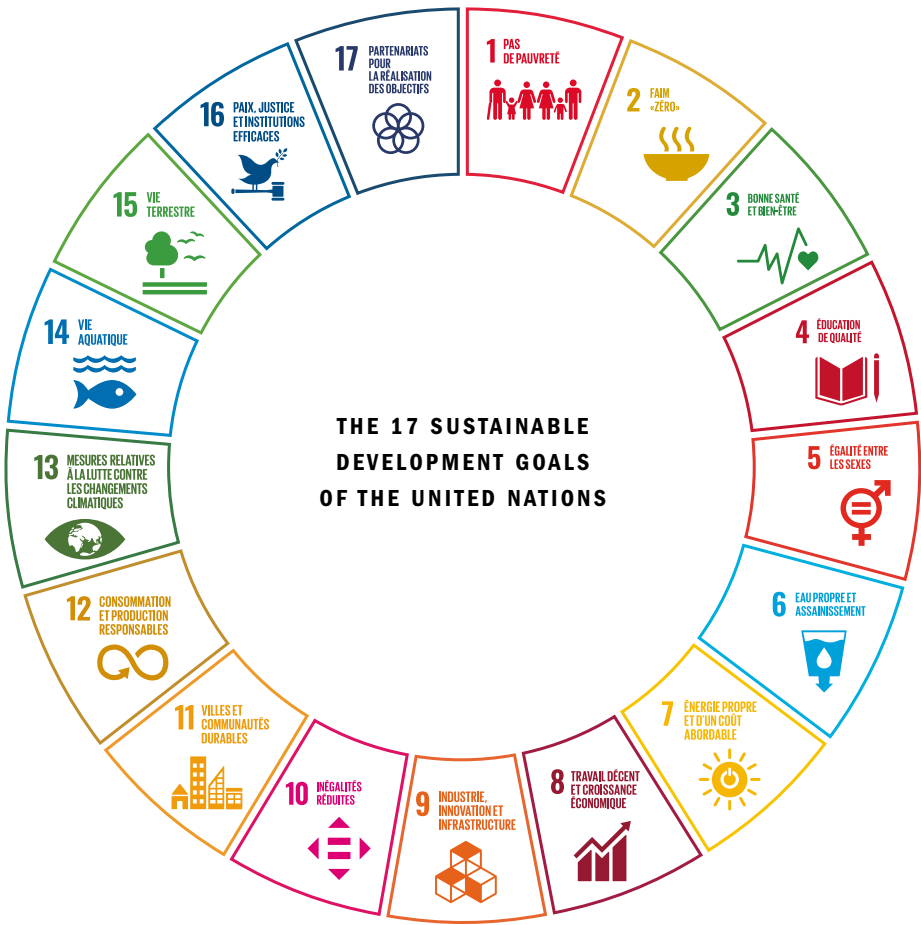 THE 17 SUSTAINABLE
DEVELOPMENT GOALS
OF THE UNITED NATIONS
1 PAS
DE PAUVRETÉ
2 FAIM
«ZÉRO»
3 BONNE SANTÉ
ET BIEN-ÊTRE
4 ÉDUCATION
DE QUALITÉ
5 ÉGALITÉ ENTRE
LES SEXES
6 EAU PROPRE ET
ASSAINISSEMENT
7 ÉNERGIE PROPRE
ET D'UN COÛT
ABORDABLE
8 TRAVAIL DÉCENT
ET CROISSANCE
ÉCONOMIQUE
9 INDUSTRIE,
INNOVATION ET
INFRASTRUCTURE
10 INÉGALITÉS
RÉDUITES
11 VILLES ET
COMMUNAUTÉS
DURABLES
12 CONSOMMATION
ET PRODUCTION
RESPONSABLES
13 MESURES RELATIVES
À LA LUTTE CONTRE
LES CHANGEMENTS
CLIMATIQUES
14 VIE
AQUATIQUE
15 VIE
TERRESTRE
16 PAIX, JUSTICE
ET INSTITUTIONS
EFFICACES
17 PARTENARIATS
POUR
LA RÉALISATION
DES OBJECTIFS